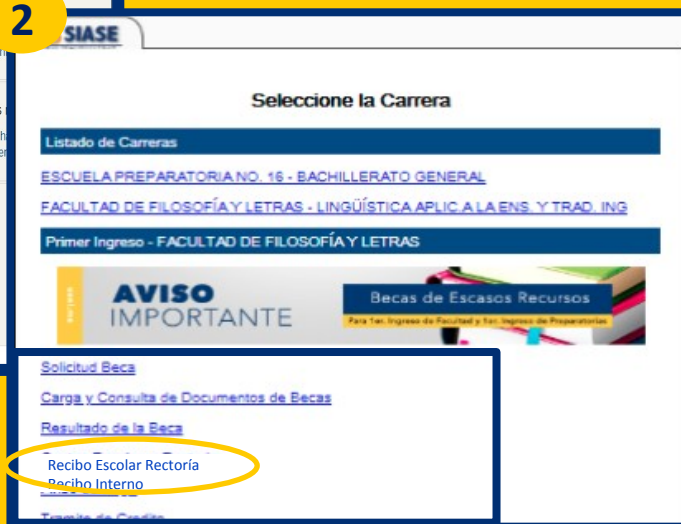 2
SIASE
Seleccione la Carrera
Listado de Carreras
ESCUELA PREPARATORIA NO. 16 - BACHILLERATO GENERAL
FACULTAD DE FILOSOFÍA Y LETRAS - LINGÜÍSTICA APLIC.A LA ENS. Y TRAD. ING
Primer Ingreso - FACULTAD DE FILOSOFÍA Y LETRAS
AVISO
IMPORTANTE
Becas de Escasos Recursos
Para 1er. Ingreso de Facultad y 1er. Ingreso de Preparatorias
Solicitud Beca
Carga y Consulta de Documentos de Becas
Resultado de la Beca
Recibo Escolar Rectoría
Recibo Interno
Tramite de Credito